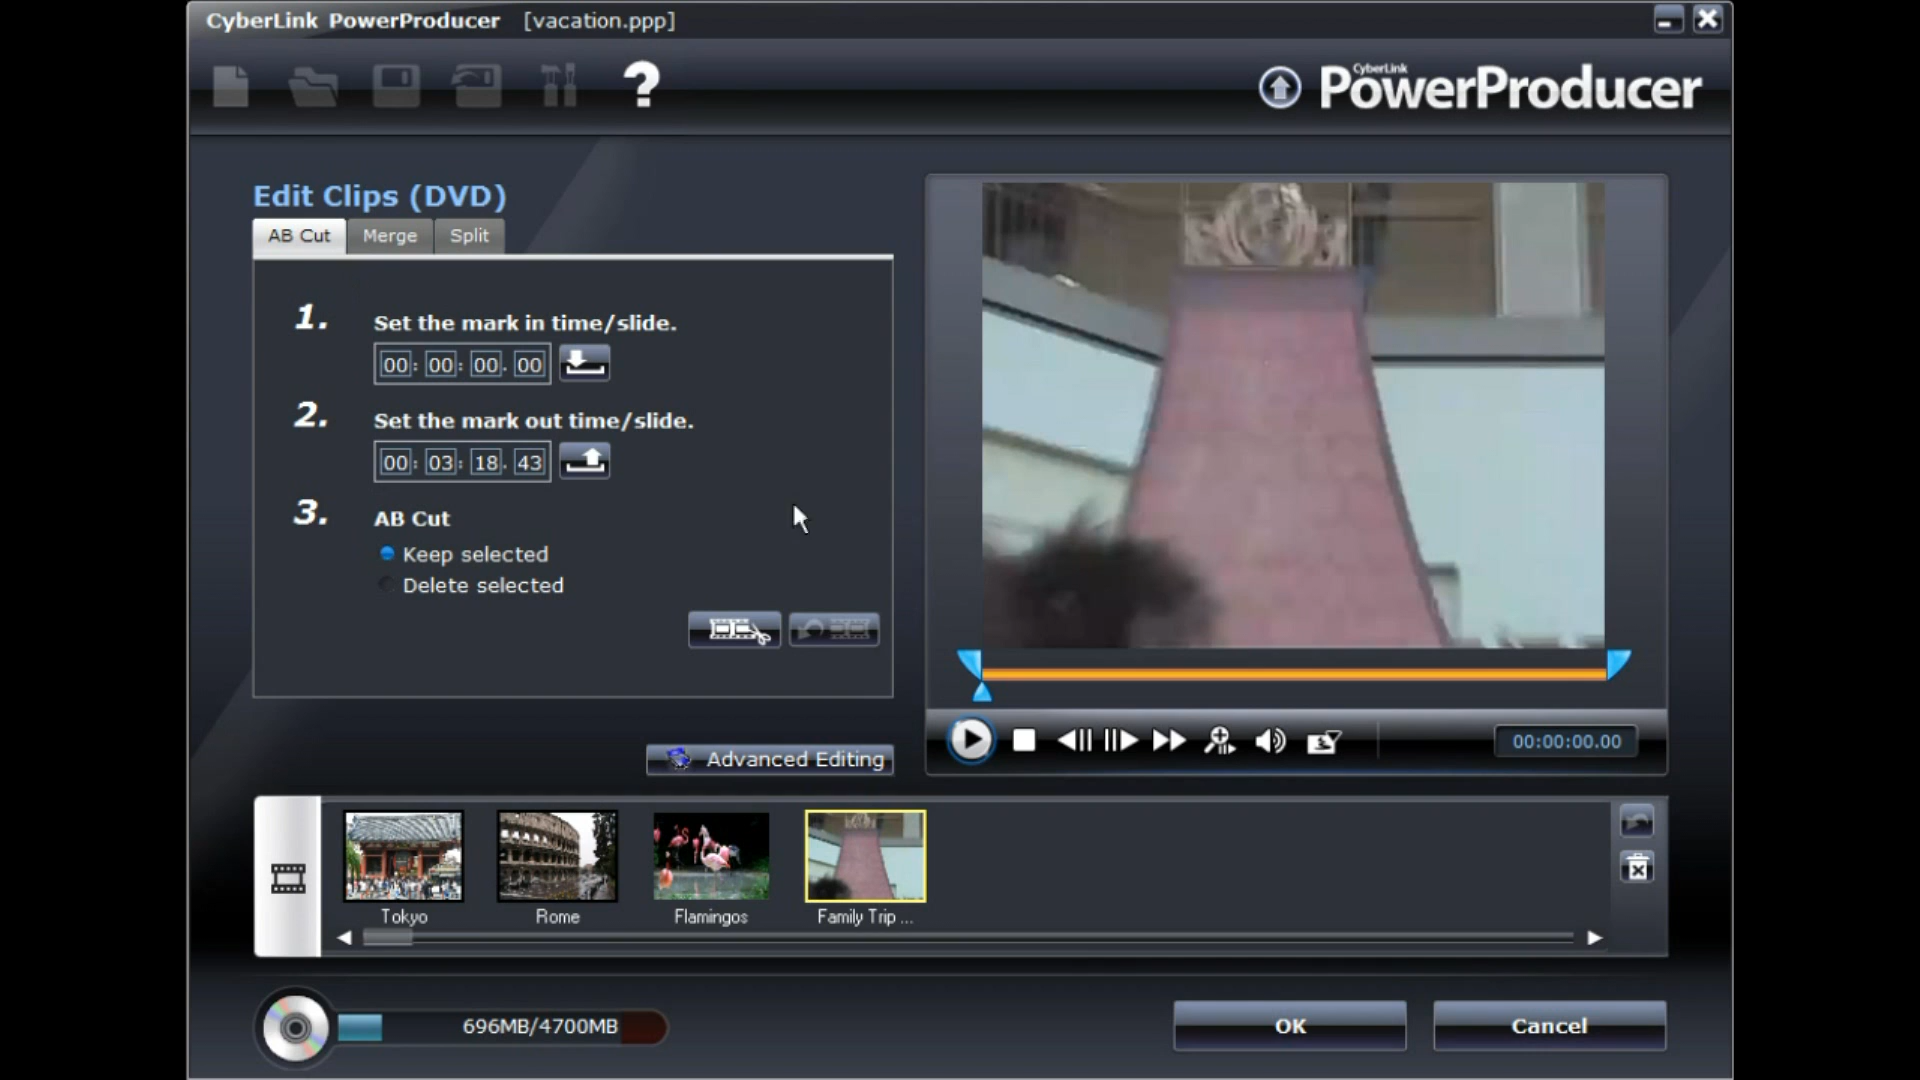 CyberLink PowerProducer [vacation.ppp]
?
CyberLink
PowerProducer
Edit Clips (DVD)
AB Cut Merge Split
1. Set the mark in time/slide.
00: 00: 00. 00
2. Set the mark out time/slide.
00: 03: 18. 43
3. AB Cut
Keep selected
Delete selected
00:00:00.00
Advanced Editing
Tokyo Rome Flamingos Family Trip ...
696MB/4700MB
OK Cancel